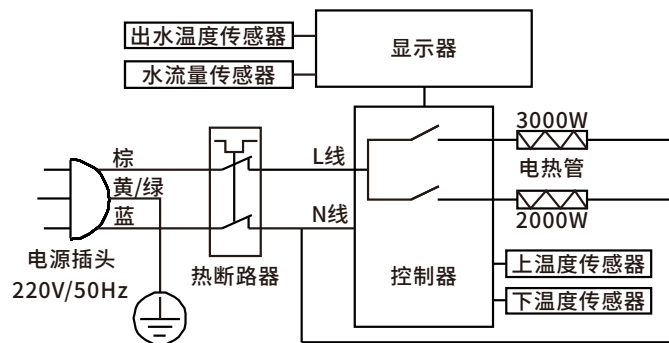 出水温度传感器
显示器
水流量传感器
3000W
棕
L线
电热管
黄/绿
2000W
蓝
N线
上温度传感器
电源插头
热断路器
控制器
220V/50Hz
下温度传感器